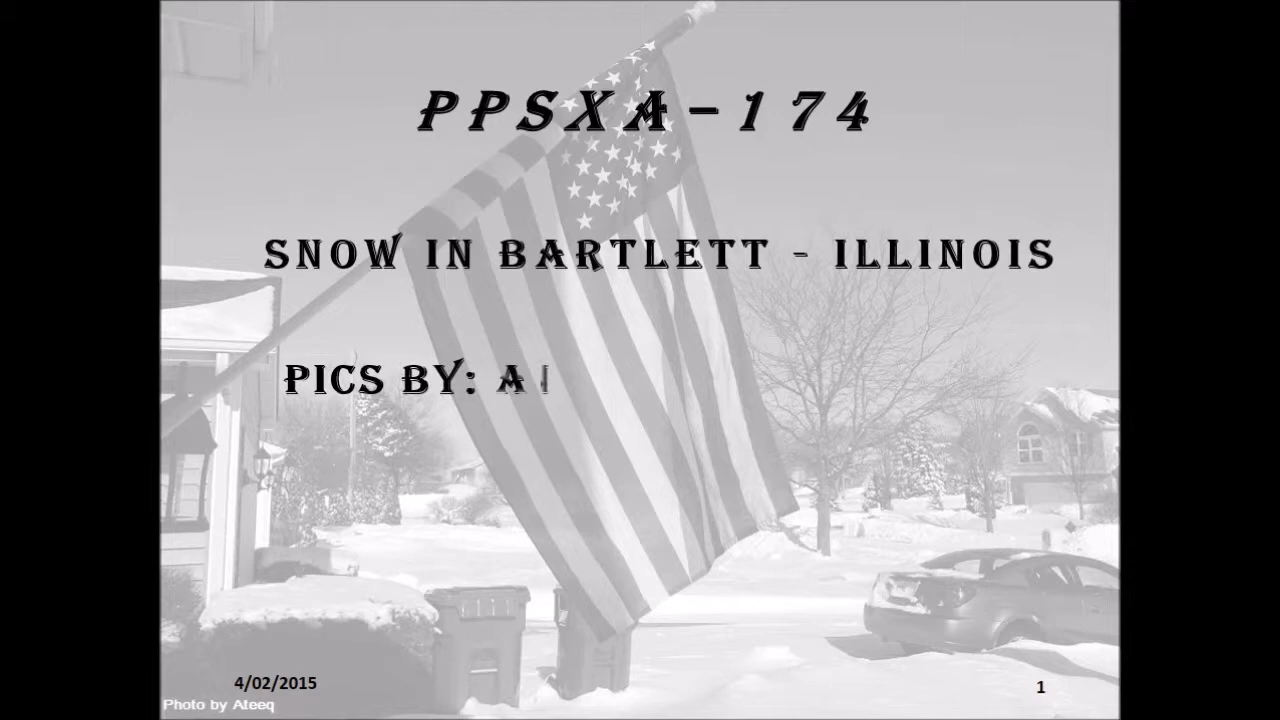 PPSXA-174
SNOW IN BARTLETT - ILLINOIS
PICS BY: A
4/02/2015
1
Photo by Ateeq